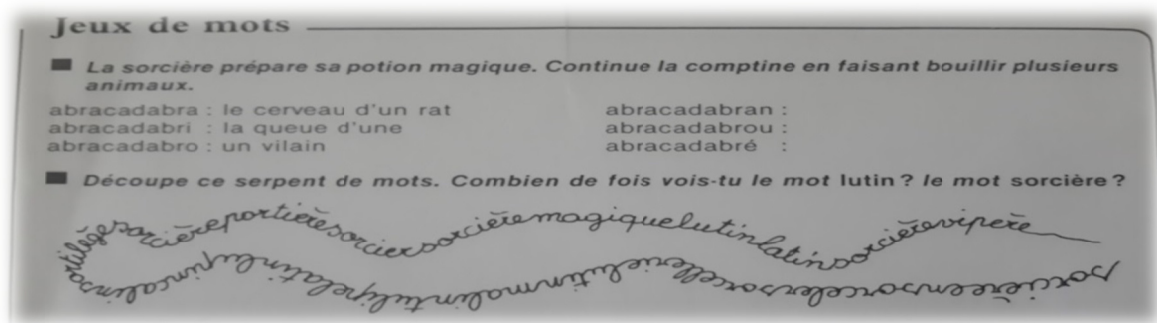 Jeux de mots
La sorcière prépare sa potion magique. Continue la comptine en faisant bouillir plusieurs
animaux.
abracadabra : le cerveau d'un rat
abracadabri : la queue d'une
abracadabro : un vilain
abracadabran :
abracadabrou :
abracadabré :
Découpe ce serpent de mots. Combien de fois vois-tu le mot lutin ? le mot sorcière ?
sortilègesorcièreportièresorciersorcièremagiquelutinlatinsorcièrevipère